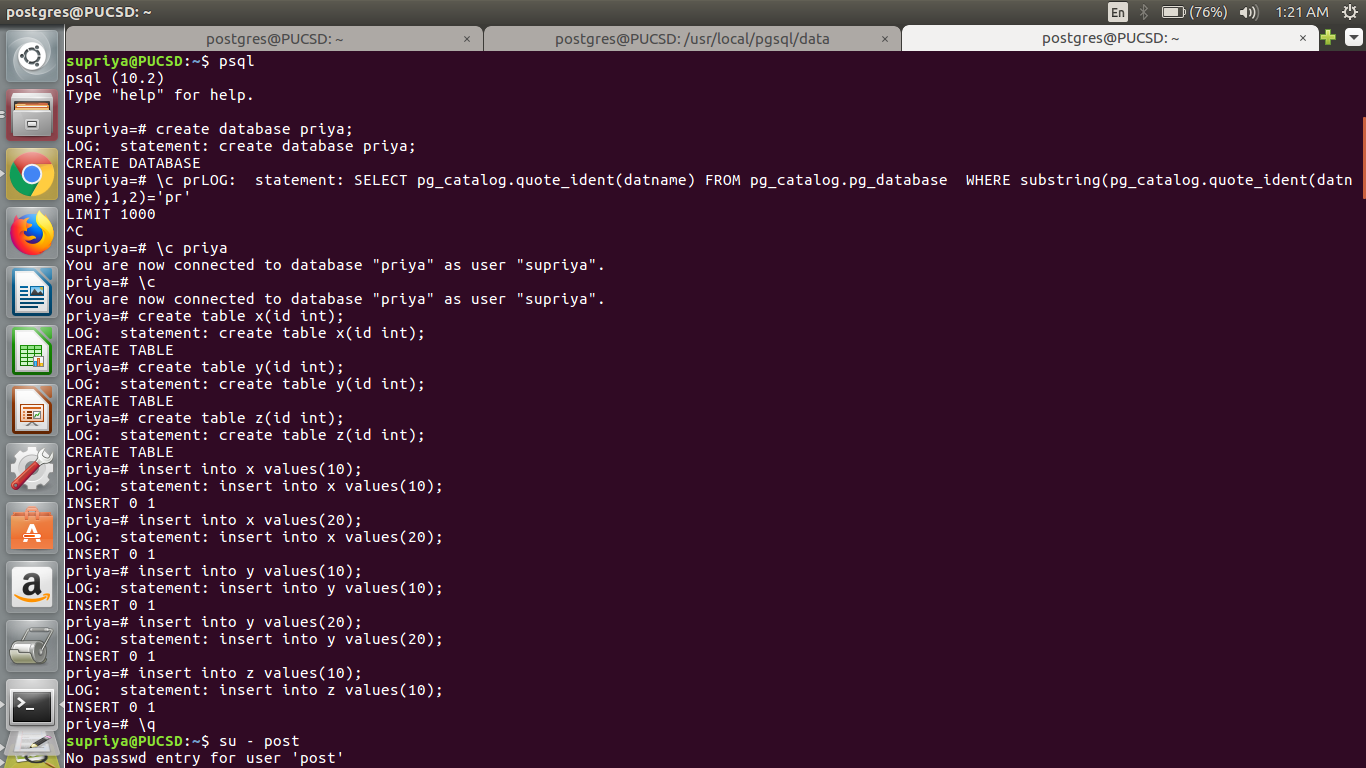 postgres@PUCSD: ~
En
(76%)
1:21 AM
postgres@PUCSD: ~ ×
postgres@PUCSD: /usr/local/pgsql/data ×
postgres@PUCSD: ~ ×
supriya@PUCSD:~$ psql
psql (10.2)
Type "help" for help.
supriya=# create database priya;
LOG:  statement: create database priya;
CREATE DATABASE
supriya=# \c prLOG:  statement: SELECT pg_catalog.quote_ident(datname) FROM pg_catalog.pg_database  WHERE substring(pg_catalog.quote_ident(datn
ame),1,2)='pr'
LIMIT 1000
^C
supriya=# \c priya
You are now connected to database "priya" as user "supriya".
priya=# \c
You are now connected to database "priya" as user "supriya".
priya=# create table x(id int);
LOG:  statement: create table x(id int);
CREATE TABLE
priya=# create table y(id int);
LOG:  statement: create table y(id int);
CREATE TABLE
priya=# create table z(id int);
LOG:  statement: create table z(id int);
CREATE TABLE
priya=# insert into x values(10);
LOG:  statement: insert into x values(10);
INSERT 0 1
priya=# insert into x values(20);
LOG:  statement: insert into x values(20);
INSERT 0 1
priya=# insert into y values(10);
LOG:  statement: insert into y values(10);
INSERT 0 1
priya=# insert into y values(20);
LOG:  statement: insert into y values(20);
INSERT 0 1
priya=# insert into z values(10);
LOG:  statement: insert into z values(10);
INSERT 0 1
priya=# \q
supriya@PUCSD:~$ su - post
No passwd entry for user 'post'